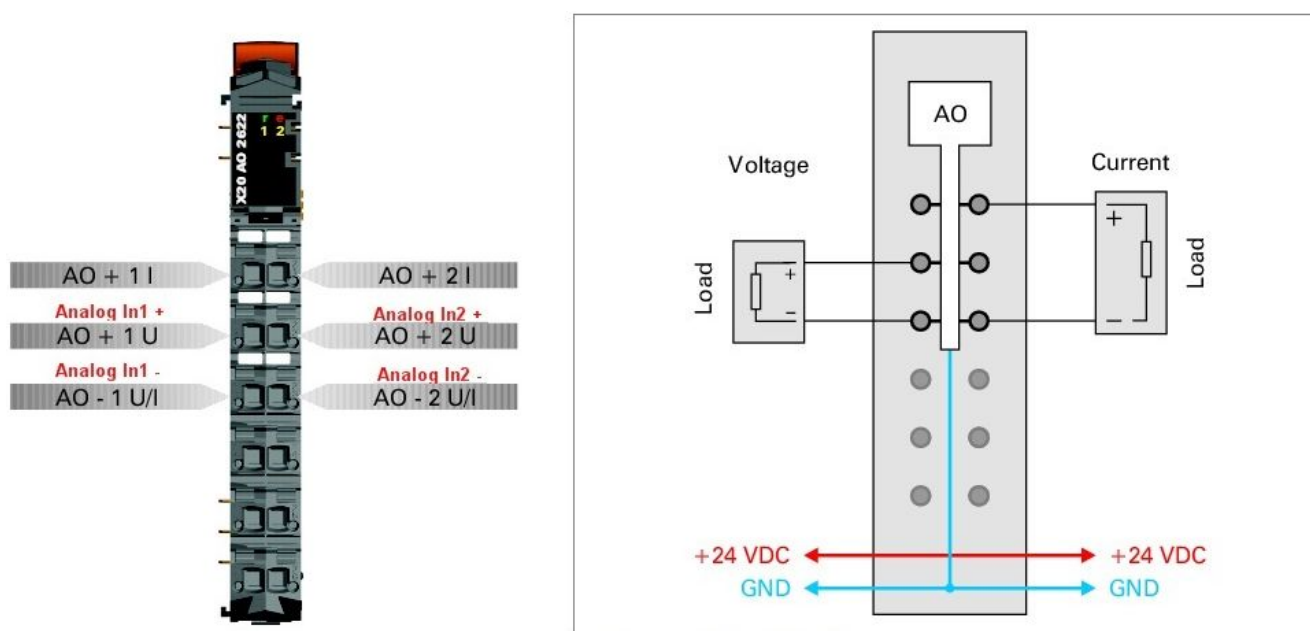 X20 AO 2622
r e
1 2
AO + 1 I
AO + 2 I
Analog In1 +
Analog In2 +
AO + 1 U
AO + 2 U
Analog In1 -
Analog In2 -
AO - 1 U/I
AO - 2 U/I
AO
Voltage
Current
+
Load
+
Load
-
-
+24 VDC
+24 VDC
GND
GND